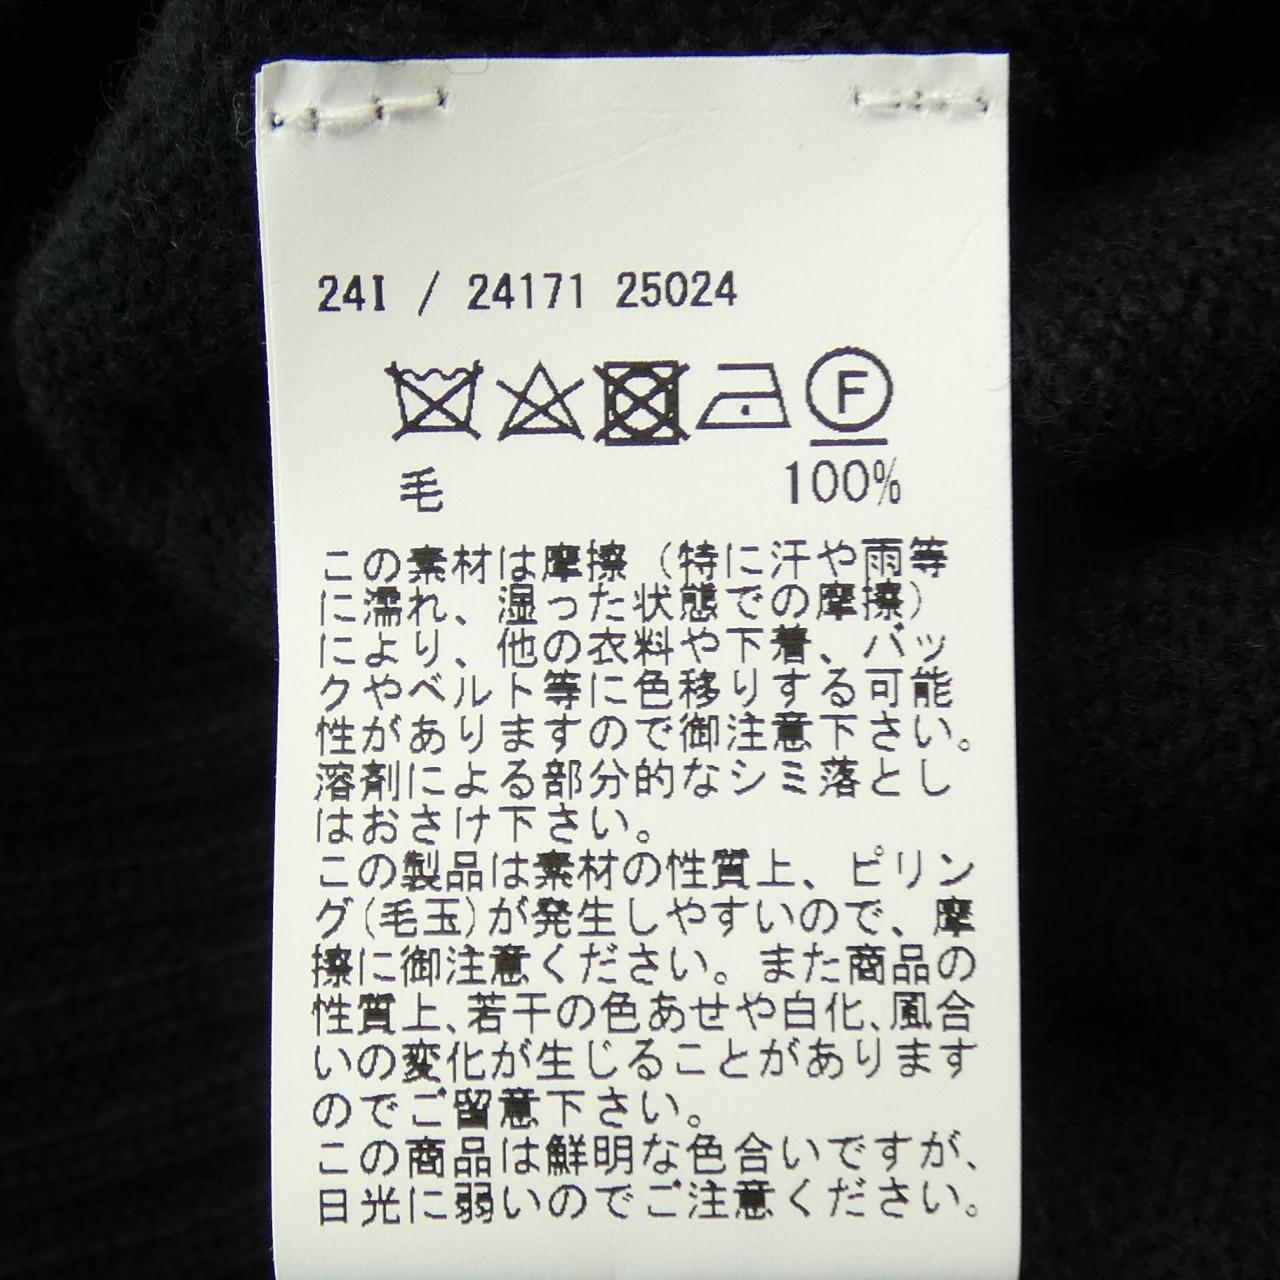 24I / 24171 25024
F
毛 100%
この素材は摩擦（特に汗や雨等
に濡れ、湿った状態での摩擦）
により、他の衣料や下着、バッ
クやベルト等に色移りする可能
性がありますので御注意下さい。
溶剤による部分的なシミ落とし
はおさけ下さい。
この製品は素材の性質上、ピリン
グ(毛玉)が発生しやすいので、摩
擦に御注意ください。また商品の
性質上、若干の色あせや白化、風合
いの変化が生じることがあります
のでご留意下さい。
この商品は鮮明な色合いですが、
日光に弱いのでご注意ください。